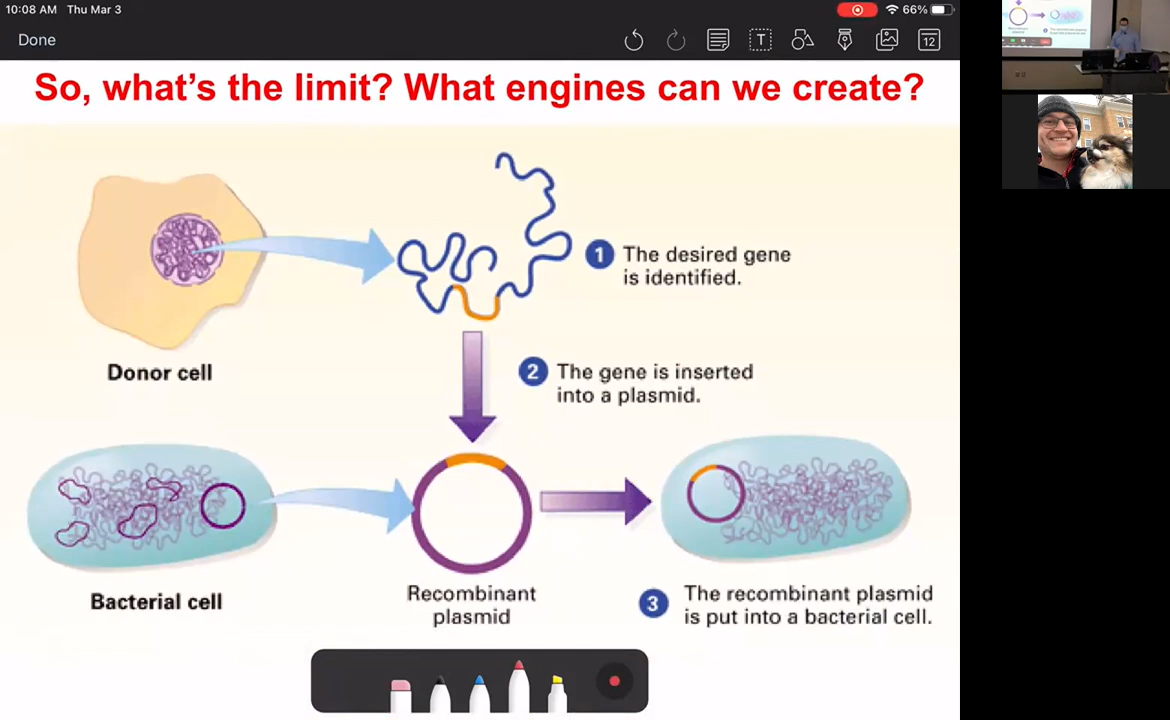 10:08 AM Thu Mar 3
66%
Done
T
12
So, what's the limit? What engines can we create?
1 The desired gene
is identified.
Donor cell
2 The gene is inserted
into a plasmid.
Bacterial cell
Recombinant
plasmid
3 The recombinant plasmid
is put into a bacterial cell.